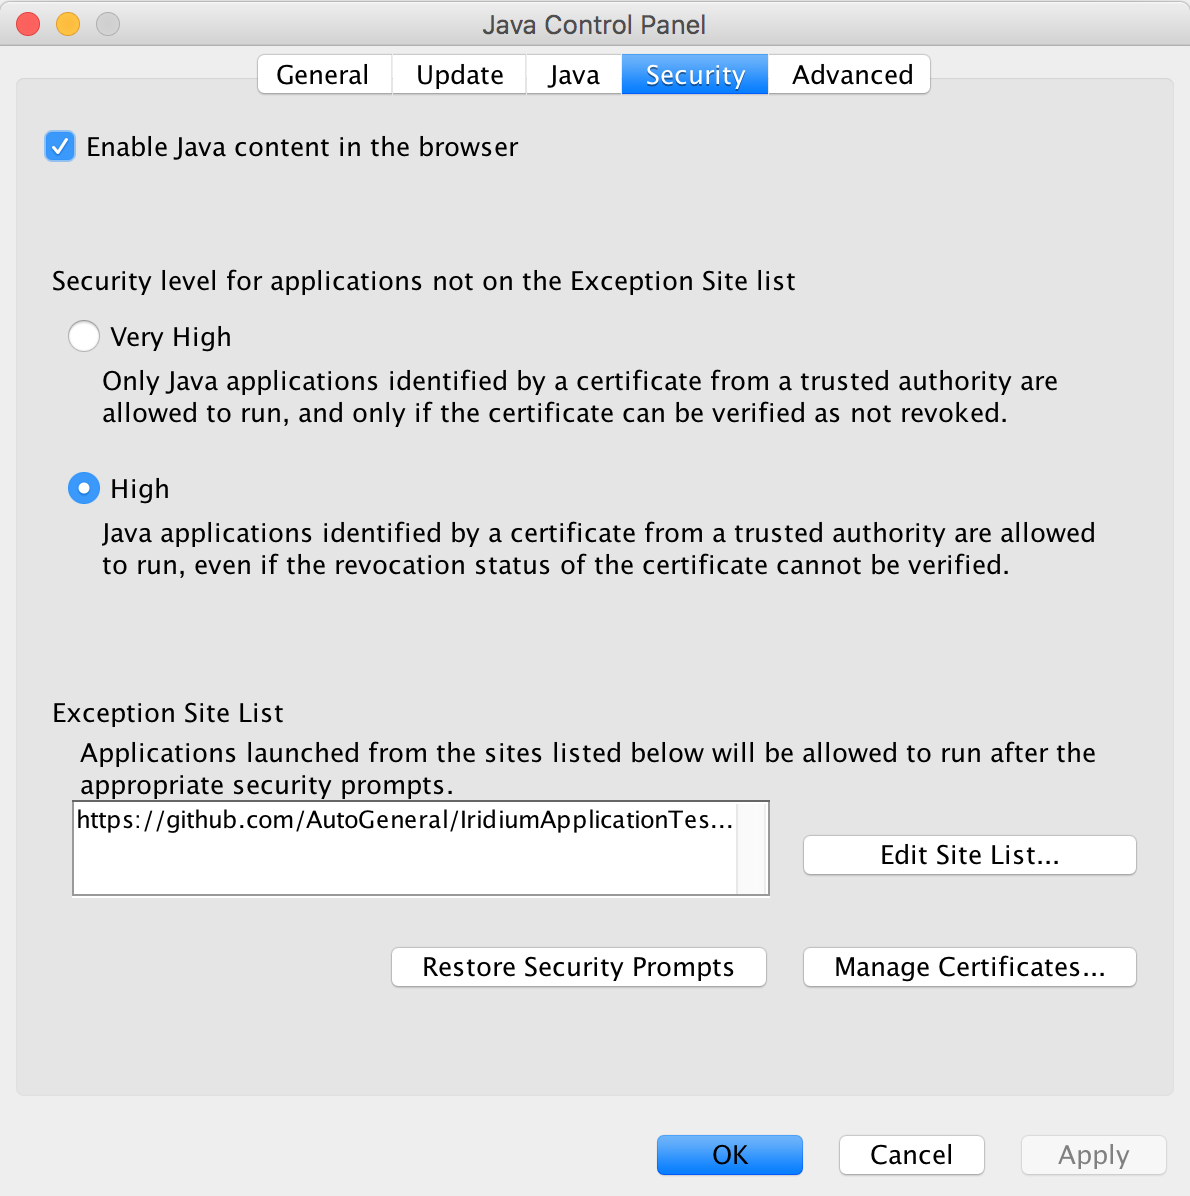 Java Control Panel
General Update Java Security Advanced
Enable Java content in the browser
Security level for applications not on the Exception Site list
Very High
Only Java applications identified by a certificate from a trusted authority are
allowed to run, and only if the certificate can be verified as not revoked.
High
Java applications identified by a certificate from a trusted authority are allowed
to run, even if the revocation status of the certificate cannot be verified.
Exception Site List
Applications launched from the sites listed below will be allowed to run after the
appropriate security prompts.
https://github.com/AutoGeneral/IridiumApplicationTes...
Edit Site List...
Restore Security Prompts Manage Certificates...
OK Cancel Apply